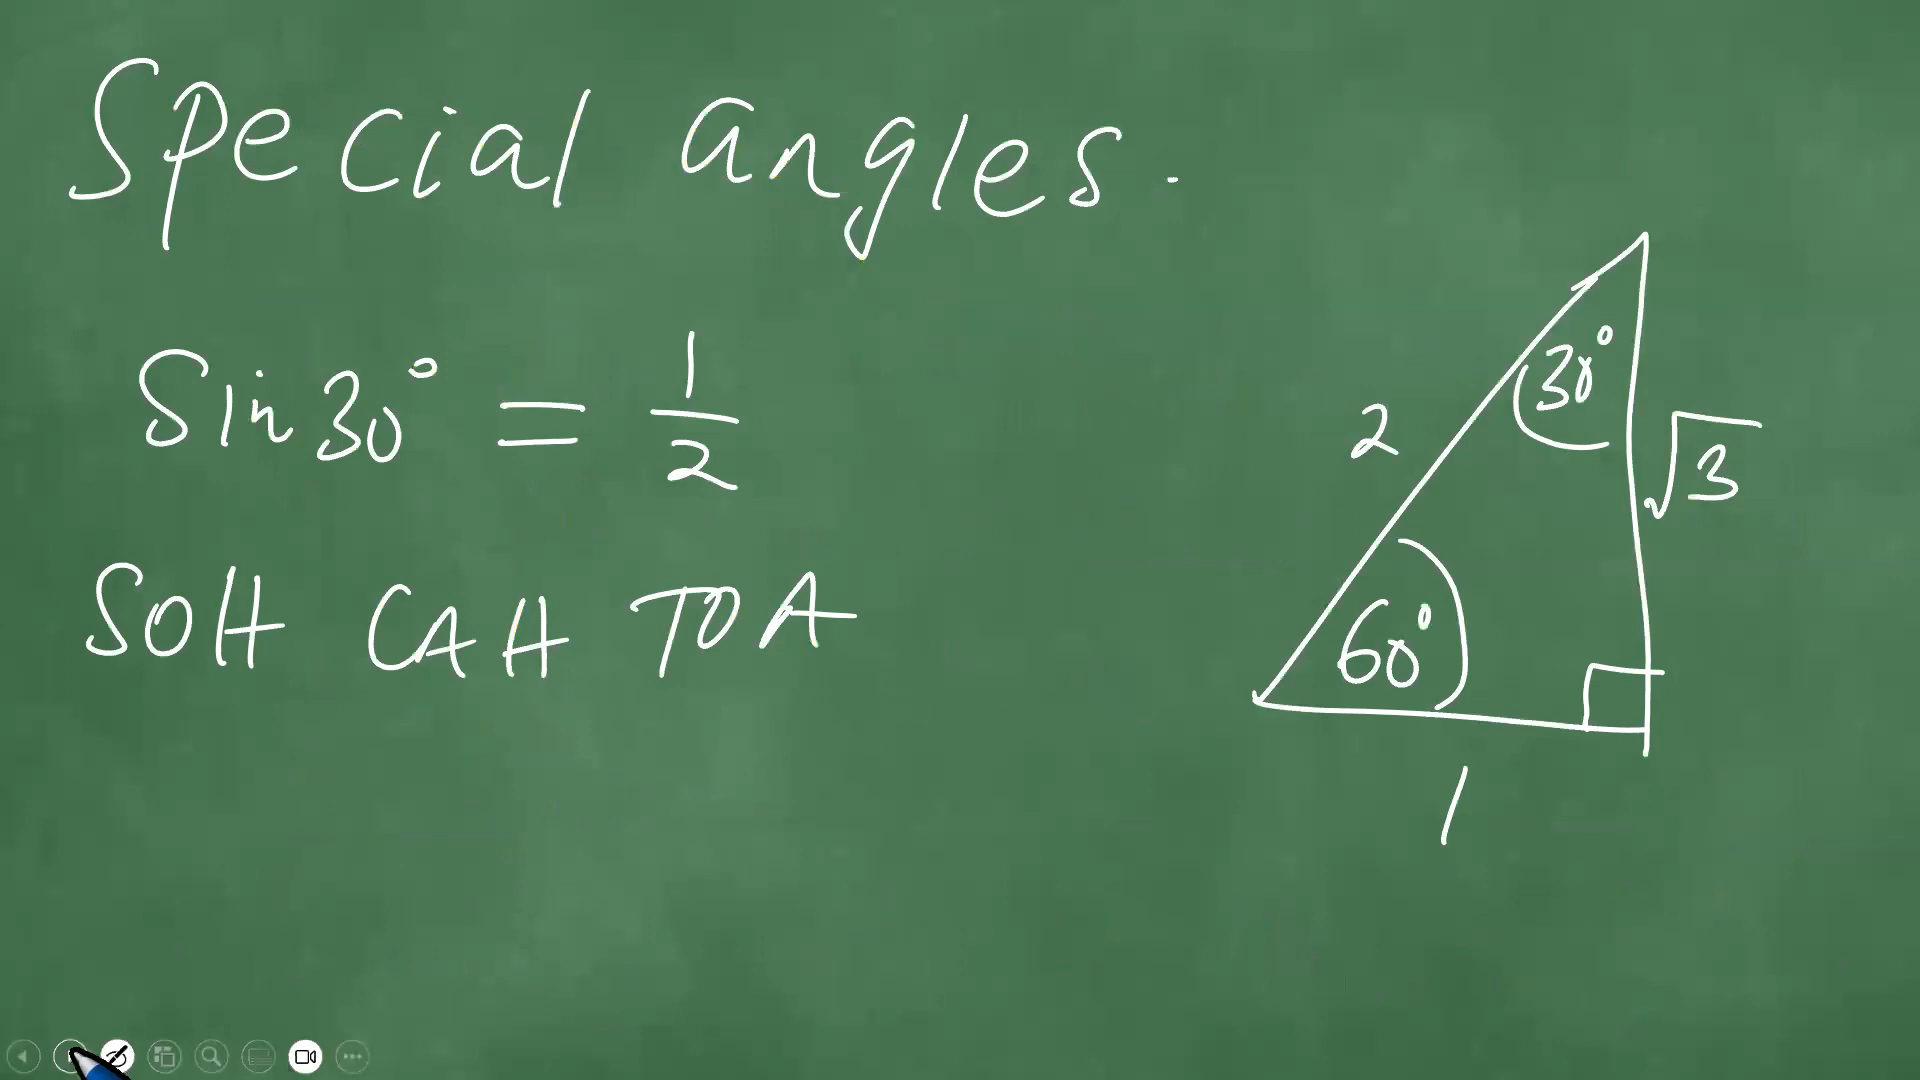 Special angles.
Sin 30° = 1/2
SOH CAH TOA
30°
2
√3
60°
1